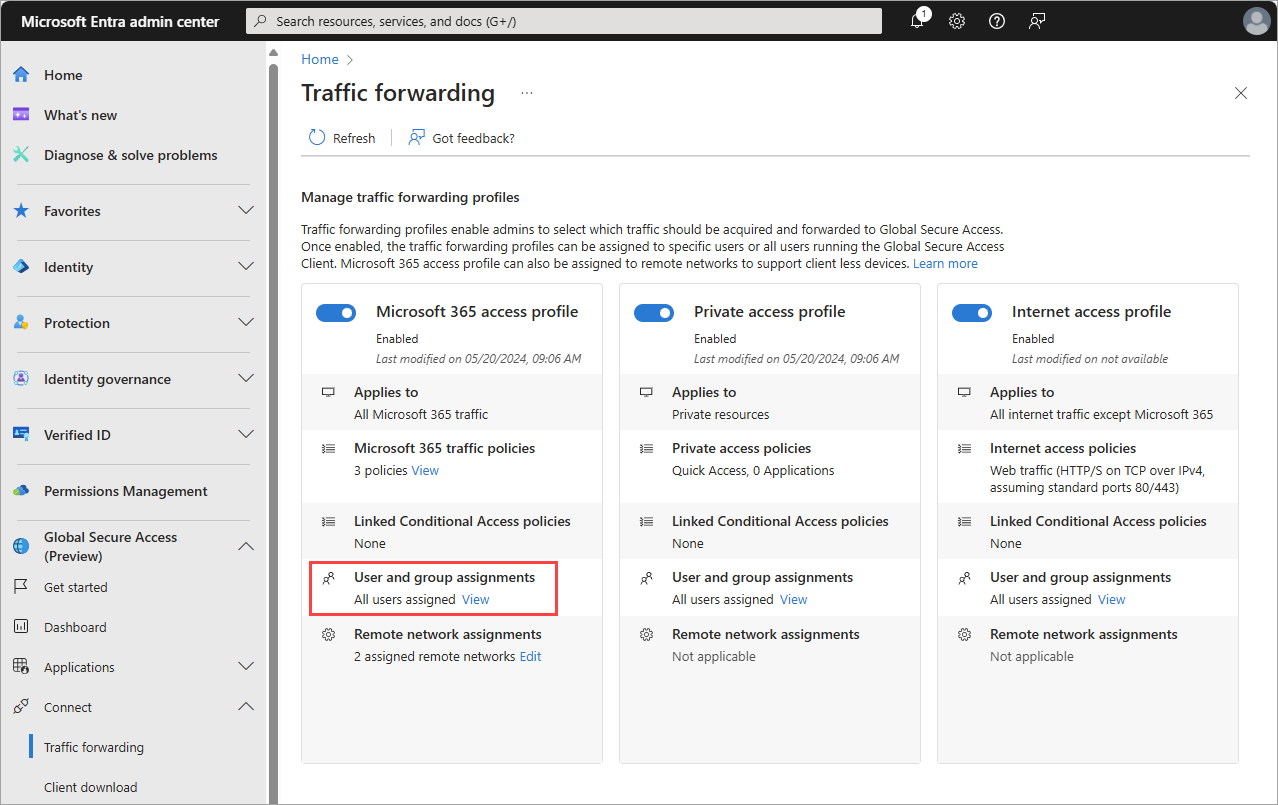 Microsoft Entra admin center
Search resources, services, and docs (G+/)
1
Home
What's new
Diagnose & solve problems
Favorites
Identity
Protection
Identity governance
Verified ID
Permissions Management
Global Secure Access
(Preview)
Get started
Dashboard
Applications
Connect
Traffic forwarding
Client download
Home
Traffic forwarding
Refresh
Got feedback?
Manage traffic forwarding profiles
Traffic forwarding profiles enable admins to select which traffic should be acquired and forwarded to Global Secure Access.
Once enabled, the traffic forwarding profiles can be assigned to specific users or all users running the Global Secure Access
Client. Microsoft 365 access profile can also be assigned to remote networks to support client less devices. Learn more
Microsoft 365 access profile
Enabled
Last modified on 05/20/2024, 09:06 AM
Applies to
All Microsoft 365 traffic
Microsoft 365 traffic policies
3 policies View
Linked Conditional Access policies
None
User and group assignments
All users assigned View
Remote network assignments
2 assigned remote networks Edit
Private access profile
Enabled
Last modified on 05/20/2024, 09:06 AM
Applies to
Private resources
Private access policies
Quick Access, 0 Applications
Linked Conditional Access policies
None
User and group assignments
All users assigned View
Remote network assignments
Not applicable
Internet access profile
Enabled
Last modified on not available
Applies to
All internet traffic except Microsoft 365
Internet access policies
Web traffic (HTTP/S on TCP over IPv4,
assuming standard ports 80/443)
Linked Conditional Access policies
None
User and group assignments
All users assigned View
Remote network assignments
Not applicable